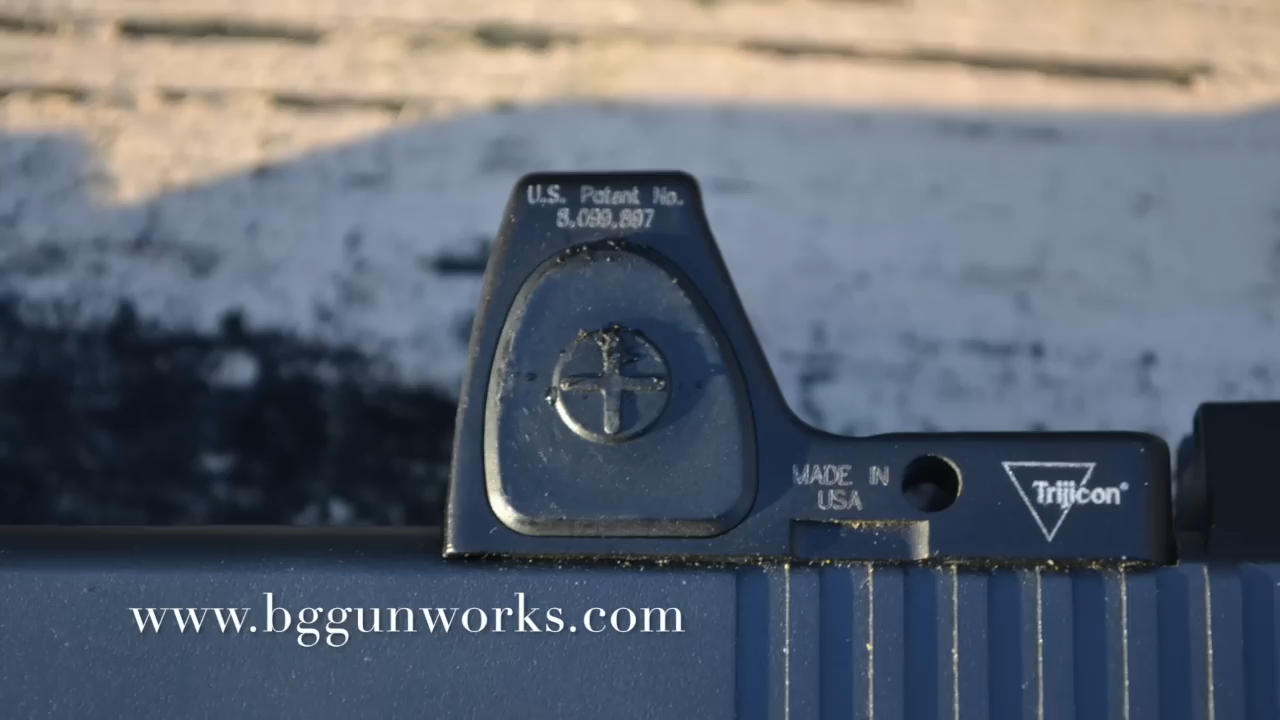 U.S. Patent No.
8,099,897
MADE IN
USA
Trijicon®
www.bggunworks.com